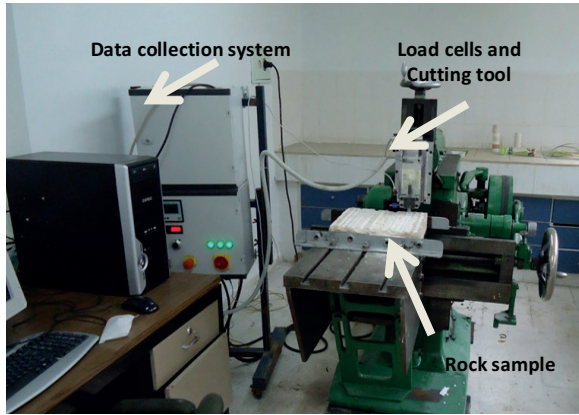 Data collection system
Load cells and
Cutting tool
Rock sample